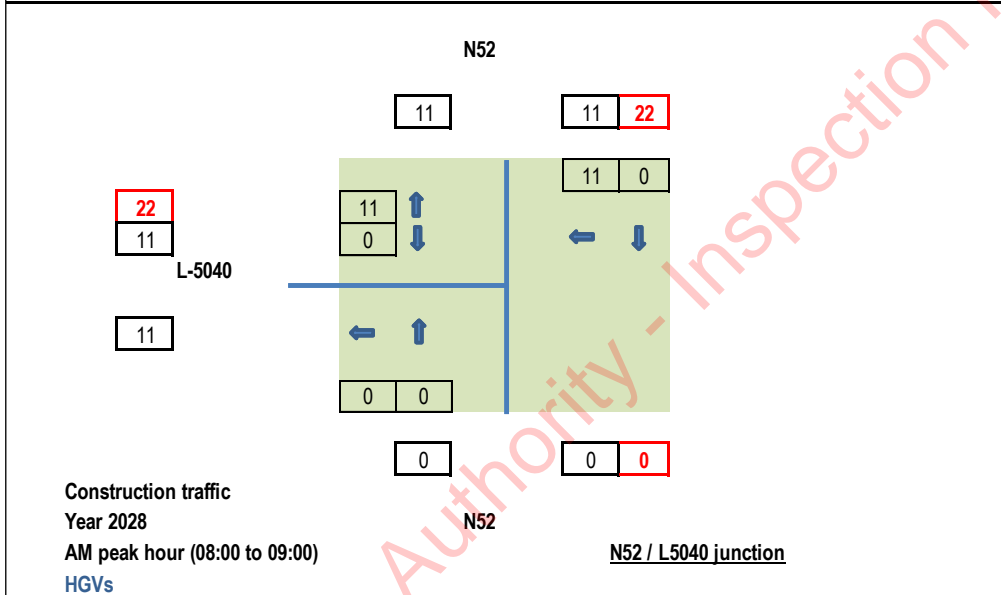 N52
11 11 22
11 0
22 11
11 0
L-5040
11
0 0
0 0 0
Construction traffic
Year 2028 N52
AM peak hour (08:00 to 09:00) N52 / L5040 junction
HGVs
Authority - Inspection